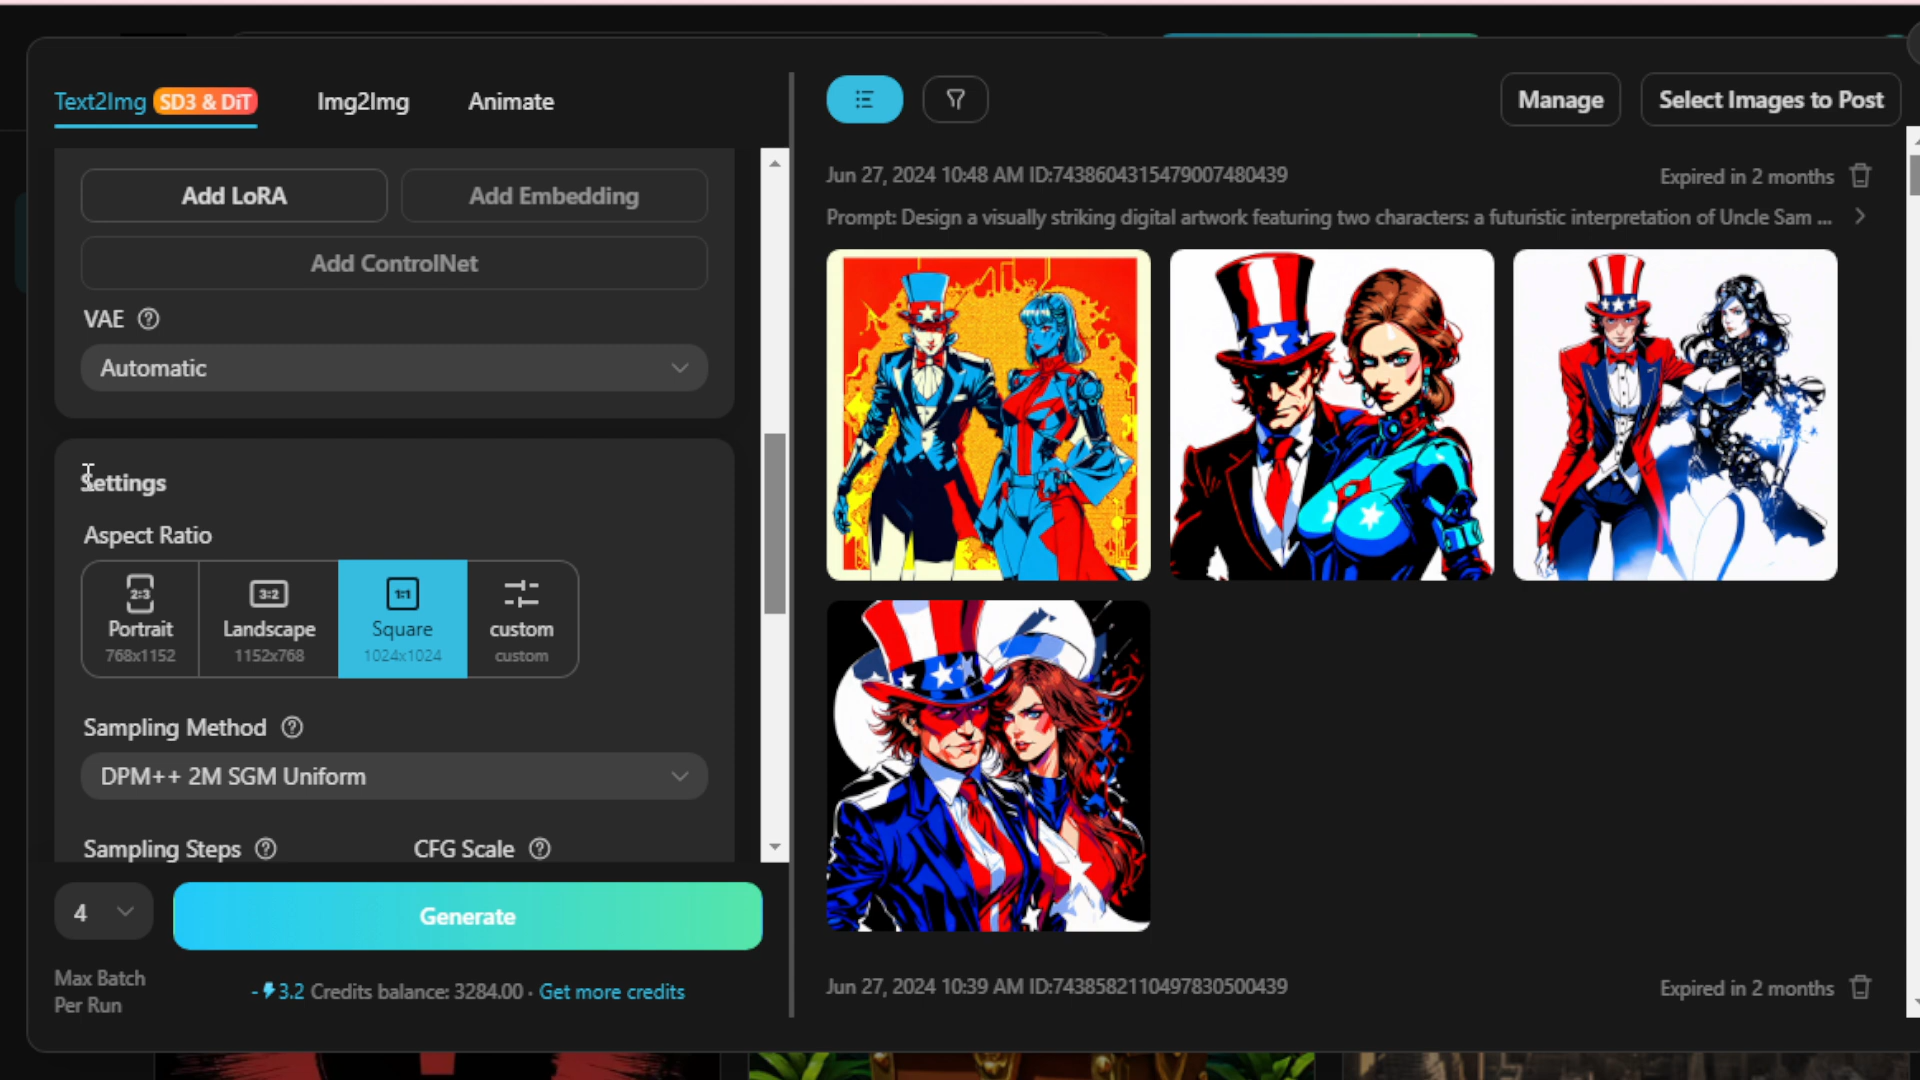 Text2Img SD3 & DiT Img2Img Animate
Add LoRA Add Embedding
Add ControlNet
VAE
Automatic
Settings
Aspect Ratio
2:3 3:2 1:1
Portrait Landscape Square custom
768x1152 1152x768 1024x1024 custom
Sampling Method
DPM++ 2M SGM Uniform
Sampling Steps CFG Scale
4 Generate
Max Batch
Per Run
- 3.2 Credits balance: 3284.00 · Get more credits
Manage Select Images to Post
Jun 27, 2024 10:48 AM ID:7438604315479007480439 Expired in 2 months
Prompt: Design a visually striking digital artwork featuring two characters: a futuristic interpretation of Uncle Sam ...
Jun 27, 2024 10:39 AM ID:7438582110497830500439 Expired in 2 months